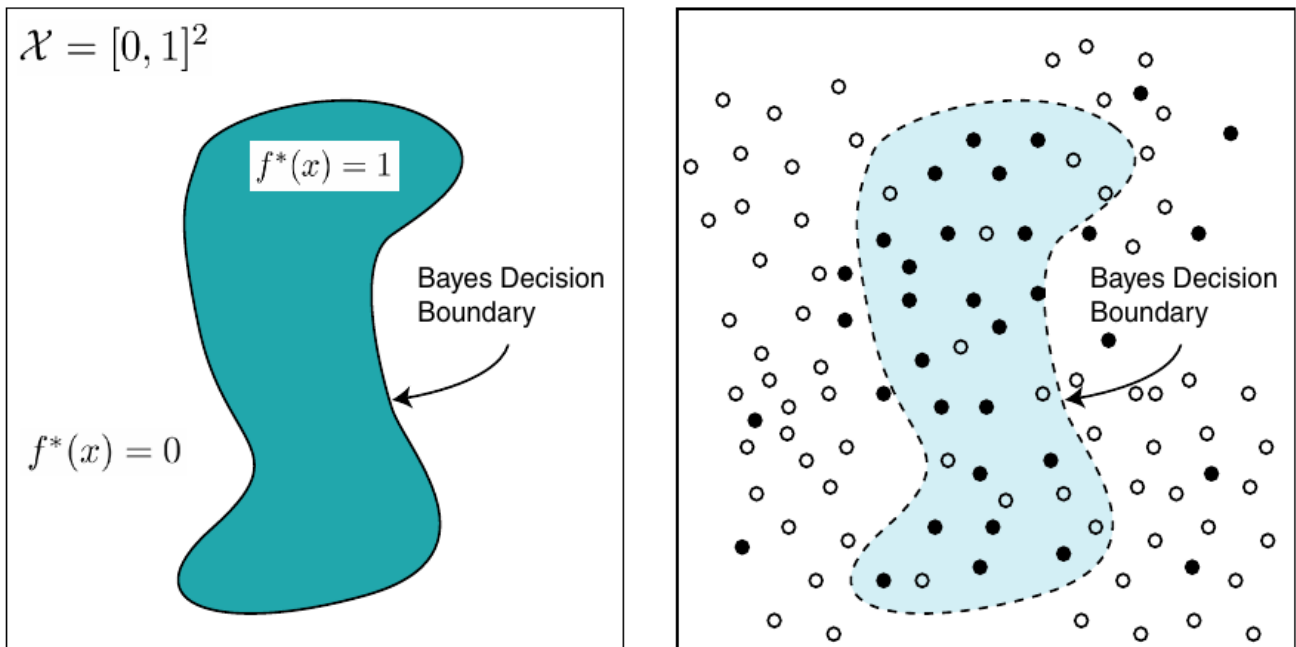 𝒳 = [0, 1]²
f*(x) = 1
Bayes Decision
Boundary
f*(x) = 0
Bayes Decision
Boundary